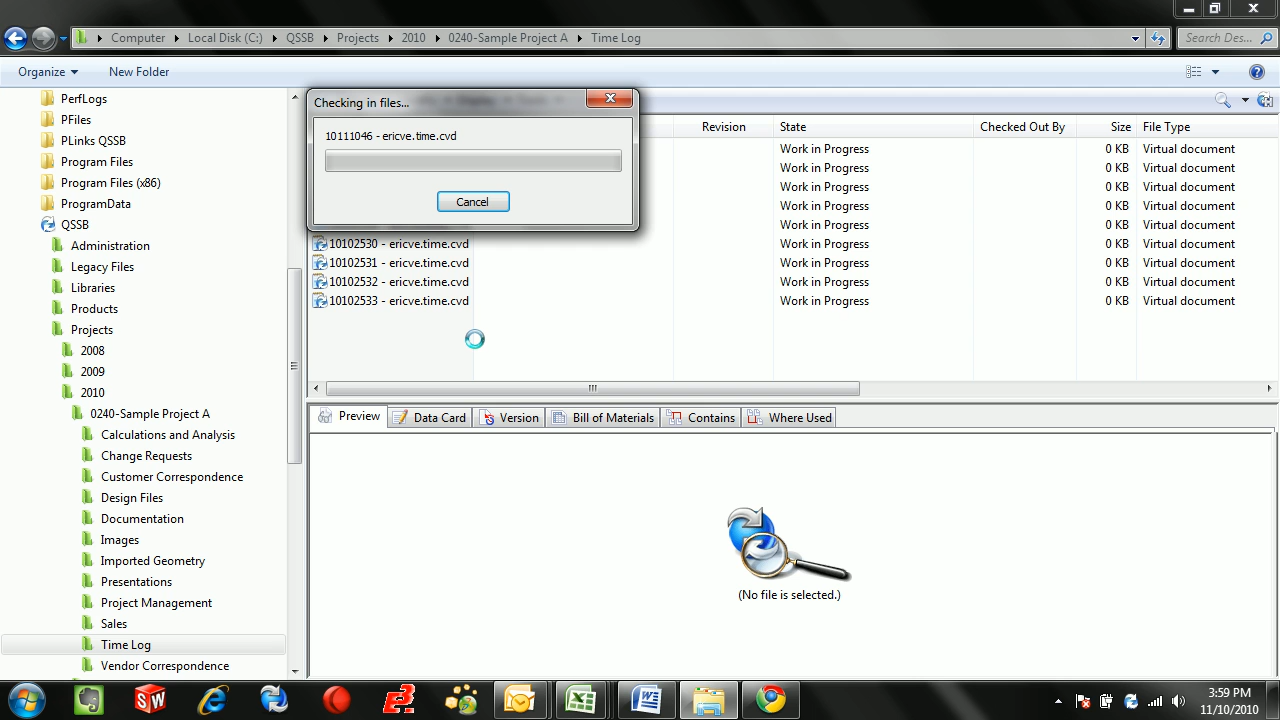 Computer Local Disk (C:) QSSB Projects 2010 0240-Sample Project A Time Log Search Des...
Organize New Folder
PerfLogs
PFiles
PLinks QSSB
Program Files
Program Files (x86)
ProgramData
QSSB
Administration
Legacy Files
Libraries
Products
Projects
2008
2009
2010
0240-Sample Project A
Calculations and Analysis
Change Requests
Customer Correspondence
Design Files
Documentation
Images
Imported Geometry
Presentations
Project Management
Sales
Time Log
Vendor Correspondence
Checking in files...
10111046 - ericve.time.cvd
Cancel
Revision State Checked Out By Size File Type
Work in Progress 0 KB Virtual document
Work in Progress 0 KB Virtual document
Work in Progress 0 KB Virtual document
Work in Progress 0 KB Virtual document
Work in Progress 0 KB Virtual document
10102530 - ericve.time.cvd Work in Progress 0 KB Virtual document
10102531 - ericve.time.cvd Work in Progress 0 KB Virtual document
10102532 - ericve.time.cvd Work in Progress 0 KB Virtual document
10102533 - ericve.time.cvd Work in Progress 0 KB Virtual document
Preview Data Card Version Bill of Materials Contains Where Used
(No file is selected.)
3:59 PM
11/10/2010